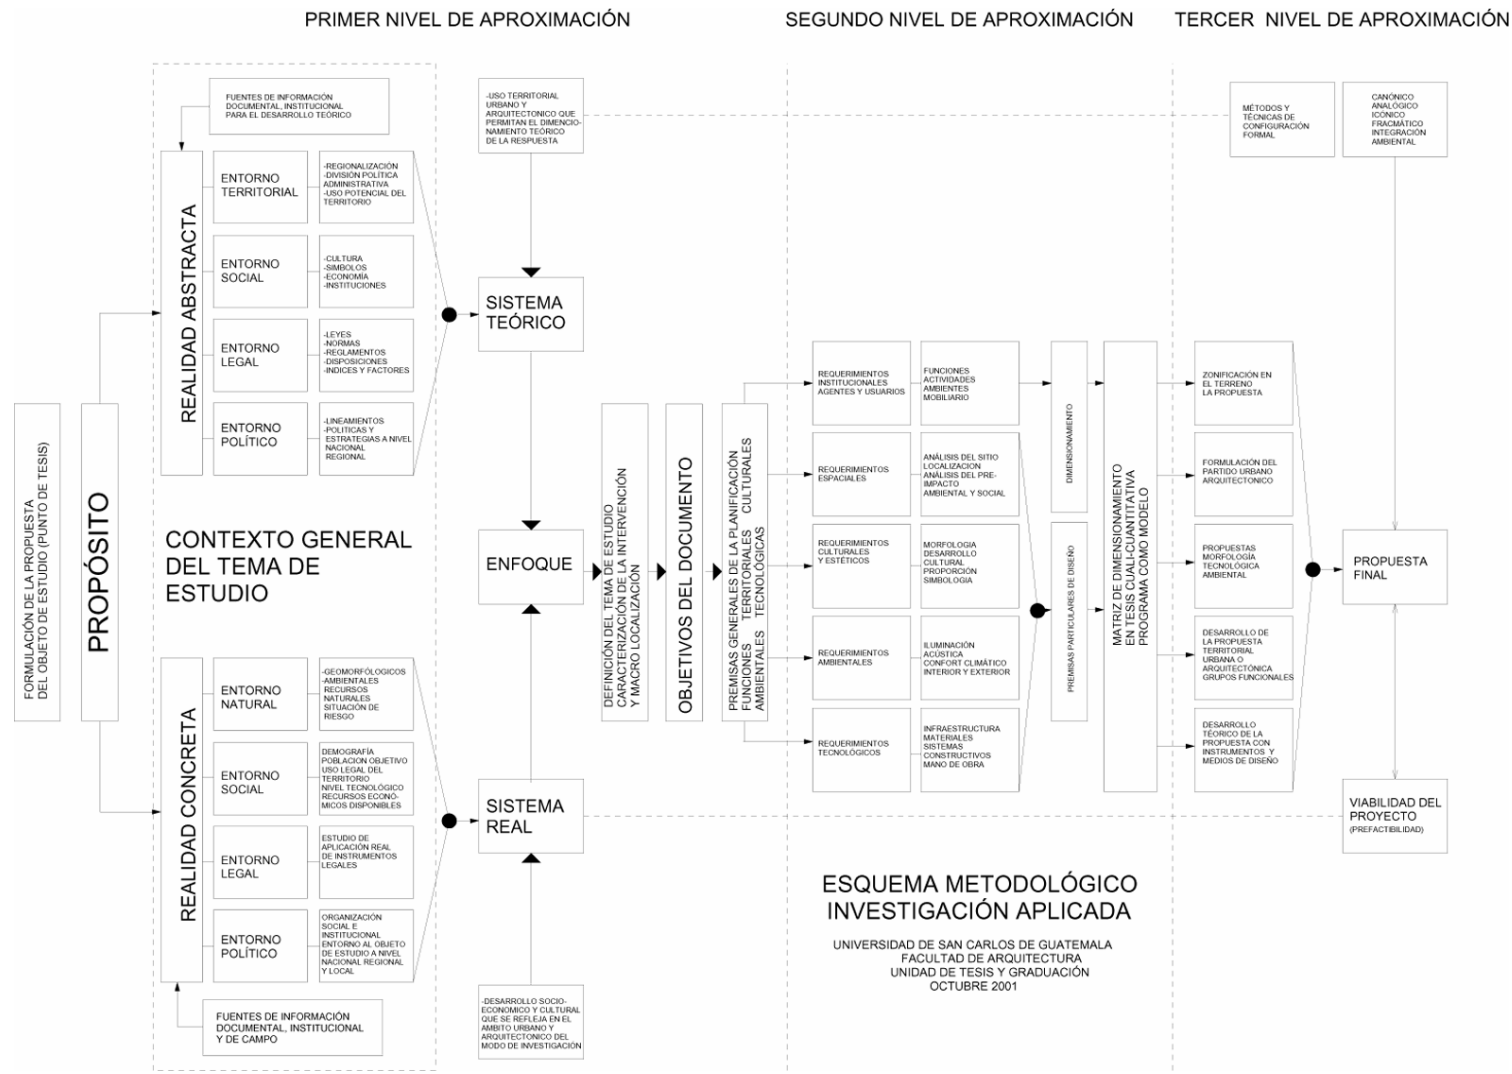 PRIMER NIVEL DE APROXIMACIÓN
SEGUNDO NIVEL DE APROXIMACIÓN
TERCER NIVEL DE APROXIMACIÓN
FORMULACIÓN DE LA PROPUESTA
DEL OBJETO DE ESTUDIO (PUNTO DE TESIS)
PROPÓSITO
FUENTES DE INFORMACIÓN
DOCUMENTAL, INSTITUCIONAL
PARA EL DESARROLLO TEÓRICO
REALIDAD ABSTRACTA
ENTORNO
TERRITORIAL
-REGIONALIZACIÓN
-DIVISIÓN POLÍTICA
ADMINISTRATIVA
-USO POTENCIAL DEL
TERRITORIO
ENTORNO
SOCIAL
-CULTURA
-SIMBOLOS
-ECONOMÍA
-INSTITUCIONES
ENTORNO
LEGAL
-LEYES
-NORMAS
-REGLAMENTOS
-DISPOSICIONES
-INDICES Y FACTORES
ENTORNO
POLÍTICO
-LINEAMIENTOS
-POLITICAS Y
ESTRATEGIAS A NIVEL
NACIONAL
REGIONAL
CONTEXTO GENERAL
DEL TEMA DE
ESTUDIO
REALIDAD CONCRETA
ENTORNO
NATURAL
-GEOMORFÓLOGICOS
-AMBIENTALES
RECURSOS
NATURALES
SITUACIÓN DE
RIESGO
ENTORNO
SOCIAL
DEMOGRAFÍA
POBLACION OBJETIVO
USO LEGAL DEL
TERRITORIO
NIVEL TECNOLÓGICO
RECURSOS ECONÓ-
MICOS DISPONIBLES
ENTORNO
LEGAL
ESTUDIO DE
APLICACIÓN REAL
DE INSTRUMENTOS
LEGALES
ENTORNO
POLÍTICO
ORGANIZACIÓN
SOCIAL E
INSTITUCIONAL
ENTORNO AL OBJETO
DE ESTUDIO A NIVEL
NACIONAL REGIONAL
Y LOCAL
FUENTES DE INFORMACIÓN
DOCUMENTAL, INSTITUCIONAL
Y DE CAMPO
-USO TERRITORIAL
URBANO Y
ARQUITECTONICO QUE
PERMITAN EL DIMENCIO-
NAMIENTO TEÓRICO
DE LA RESPUESTA
SISTEMA
TEÓRICO
ENFOQUE
SISTEMA
REAL
-DESARROLLO SOCIO-
ECONOMICO Y CULTURAL
QUE SE REFLEJA EN EL
AMBITO URBANO Y
ARQUITECTONICO DEL
MODO DE INVESTIGACIÓN
DEFINICIÓN DEL TEMA DE ESTUDIO
CARACTERIZACIÓN DE LA INTERVENCIÓN
Y MACRO LOCALIZACIÓN
OBJETIVOS DEL DOCUMENTO
PREMISAS GENERALES DE LA PLANIFICACIÓN
FUNCIONES TERRITORIALES CULTURALES
AMBIENTALES TECNOLÓGICAS
REQUERIMIENTOS
INSTITUCIONALES
AGENTES Y USUARIOS
FUNCIONES
ACTIVIDADES
AMBIENTES
MOBILIARIO
REQUERIMIENTOS
ESPACIALES
ANÁLISIS DEL SITIO
LOCALIZACION
ANÁLISIS DEL PRE-
IMPACTO
AMBIENTAL Y SOCIAL
REQUERIMIENTOS
CULTURALES
Y ESTÉTICOS
MORFOLOGIA
DESARROLLO
CULTURAL
PROPORCIÓN
SIMBOLOGIA
REQUERIMIENTOS
AMBIENTALES
ILUMINACIÓN
ACÚSTICA
CONFORT CLIMÁTICO
INTERIOR Y EXTERIOR
REQUERIMIENTOS
TECNOLÓGICOS
INFRAESTRUCTURA
MATERIALES
SISTEMAS
CONSTRUCTIVOS
MANO DE OBRA
DIMENSIONAMIENTO
PREMISAS PARTICULARES DE DISEÑO
MATRIZ DE DIMENSIONAMIENTO
EN TESIS CUALI-CUANTITATIVA
PROGRAMA COMO MODELO
MÉTODOS Y
TÉCNICAS DE
CONFIGURACIÓN
FORMAL
CANÓNICO
ANALÓGICO
ICÓNICO
FRACMÁTICO
INTEGRACIÓN
AMBIENTAL
ZONIFICACIÓN EN
EL TERRENO
LA PROPUESTA
FORMULACIÓN DEL
PARTIDO URBANO
ARQUITECTONICO
PROPUESTAS
MORFOLOGÍA
TECNOLÓGICA
AMBIENTAL
DESARROLLO DE
LA PROPUESTA
TERRITORIAL
URBANA O
ARQUITECTÓNICA
GRUPOS FUNCIONALES
DESARROLLO
TÉORICO DE LA
PROPUESTA CON
INSTRUMENTOS Y
MEDIOS DE DISEÑO
PROPUESTA
FINAL
VIABILIDAD DEL
PROYECTO
(PREFACTIBILIDAD)
ESQUEMA METODOLÓGICO
INVESTIGACIÓN APLICADA
UNIVERSIDAD DE SAN CARLOS DE GUATEMALA
FACULTAD DE ARQUITECTURA
UNIDAD DE TESIS Y GRADUACIÓN
OCTUBRE 2001